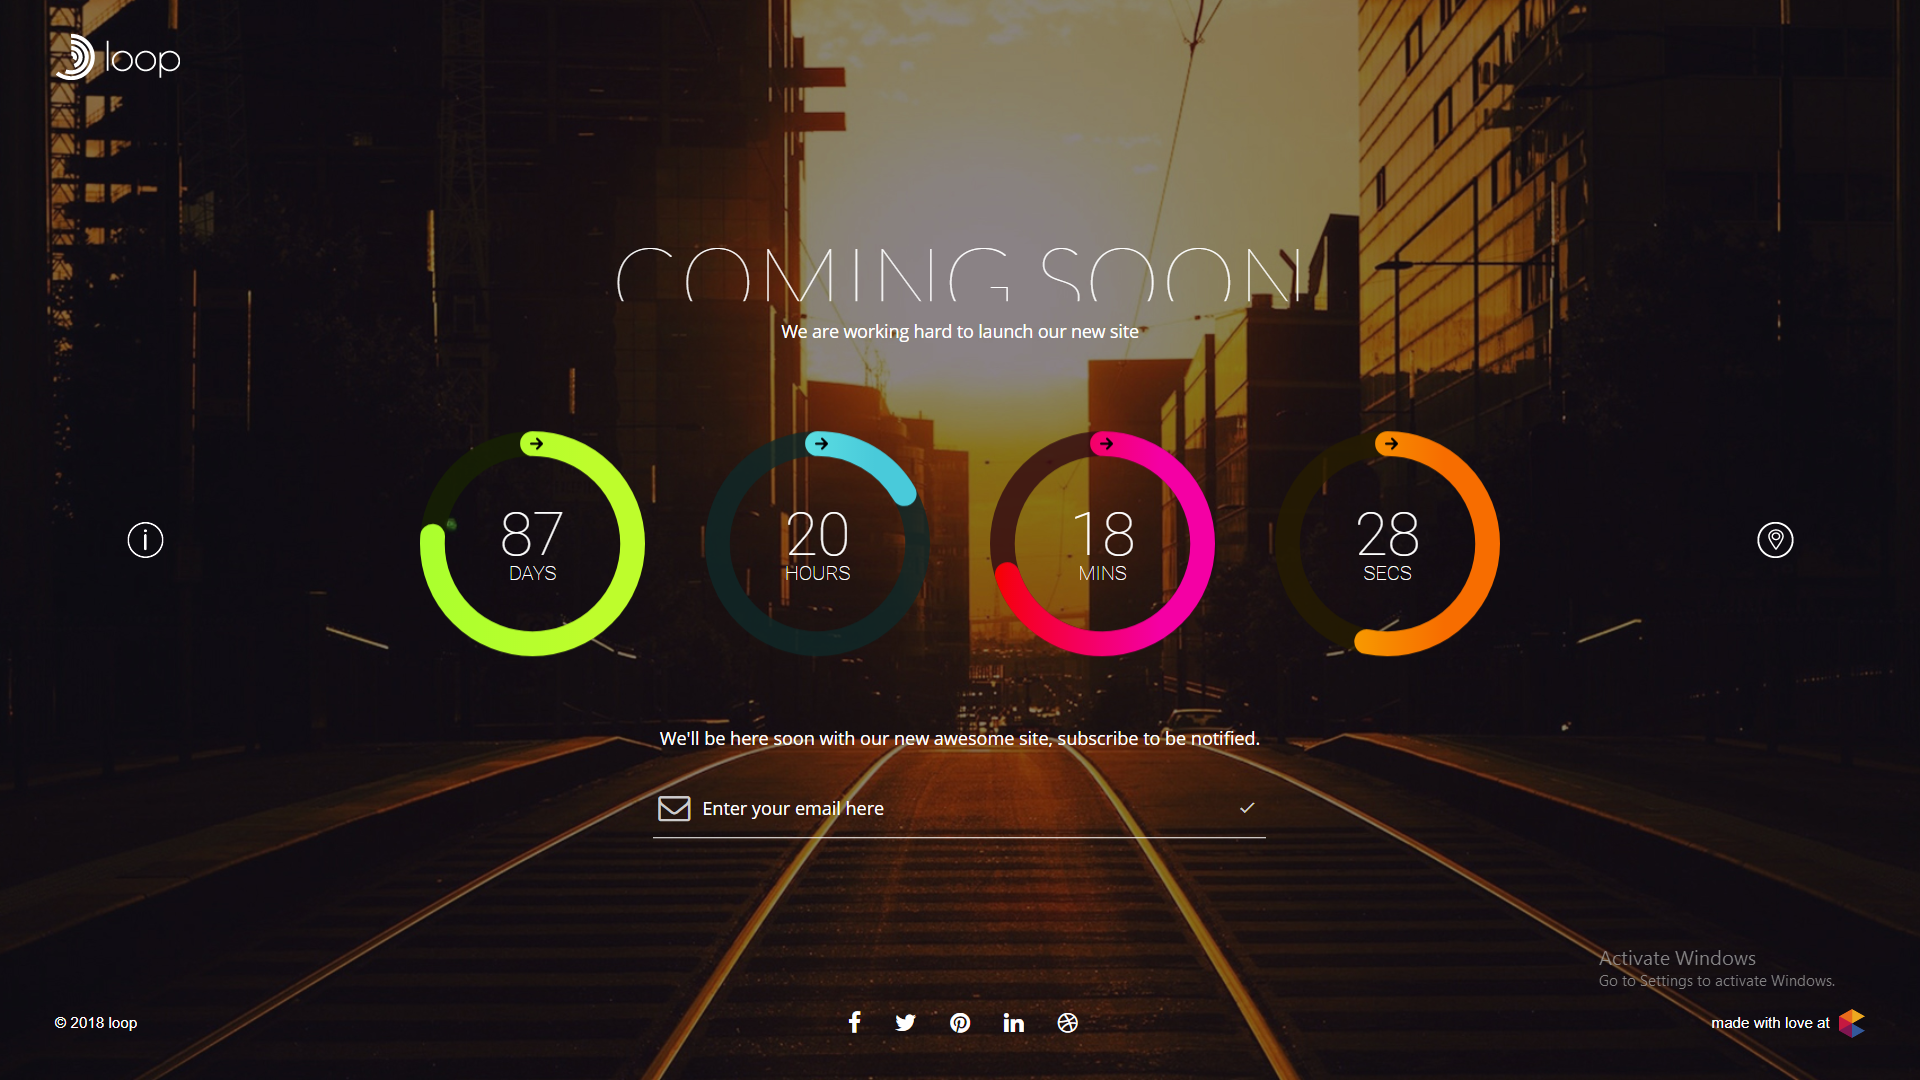 loop
COMING SOON
We are working hard to launch our new site
87
DAYS
20
HOURS
18
MINS
28
SECS
We'll be here soon with our new awesome site, subscribe to be notified.
Enter your email here
Activate Windows
Go to Settings to activate Windows.
© 2018 loop
made with love at